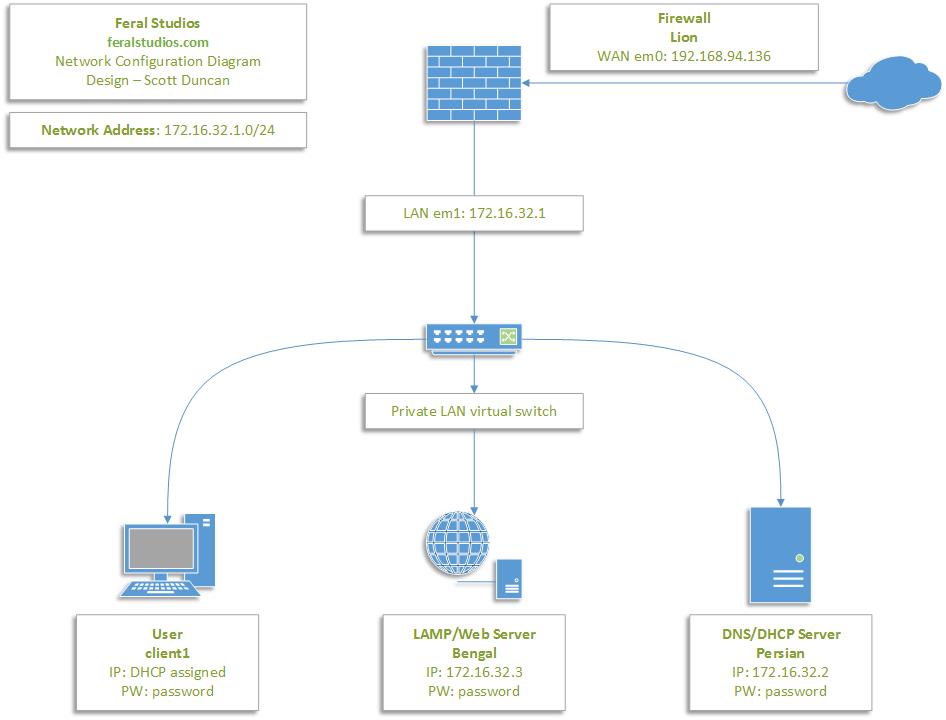 Feral Studios
feralstudios.com
Network Configuration Diagram
Design – Scott Duncan
Network Address: 172.16.32.1.0/24
Firewall
Lion
WAN em0: 192.168.94.136
LAN em1: 172.16.32.1
Private LAN virtual switch
User
client1
IP: DHCP assigned
PW: password
LAMP/Web Server
Bengal
IP: 172.16.32.3
PW: password
DNS/DHCP Server
Persian
IP: 172.16.32.2
PW: password